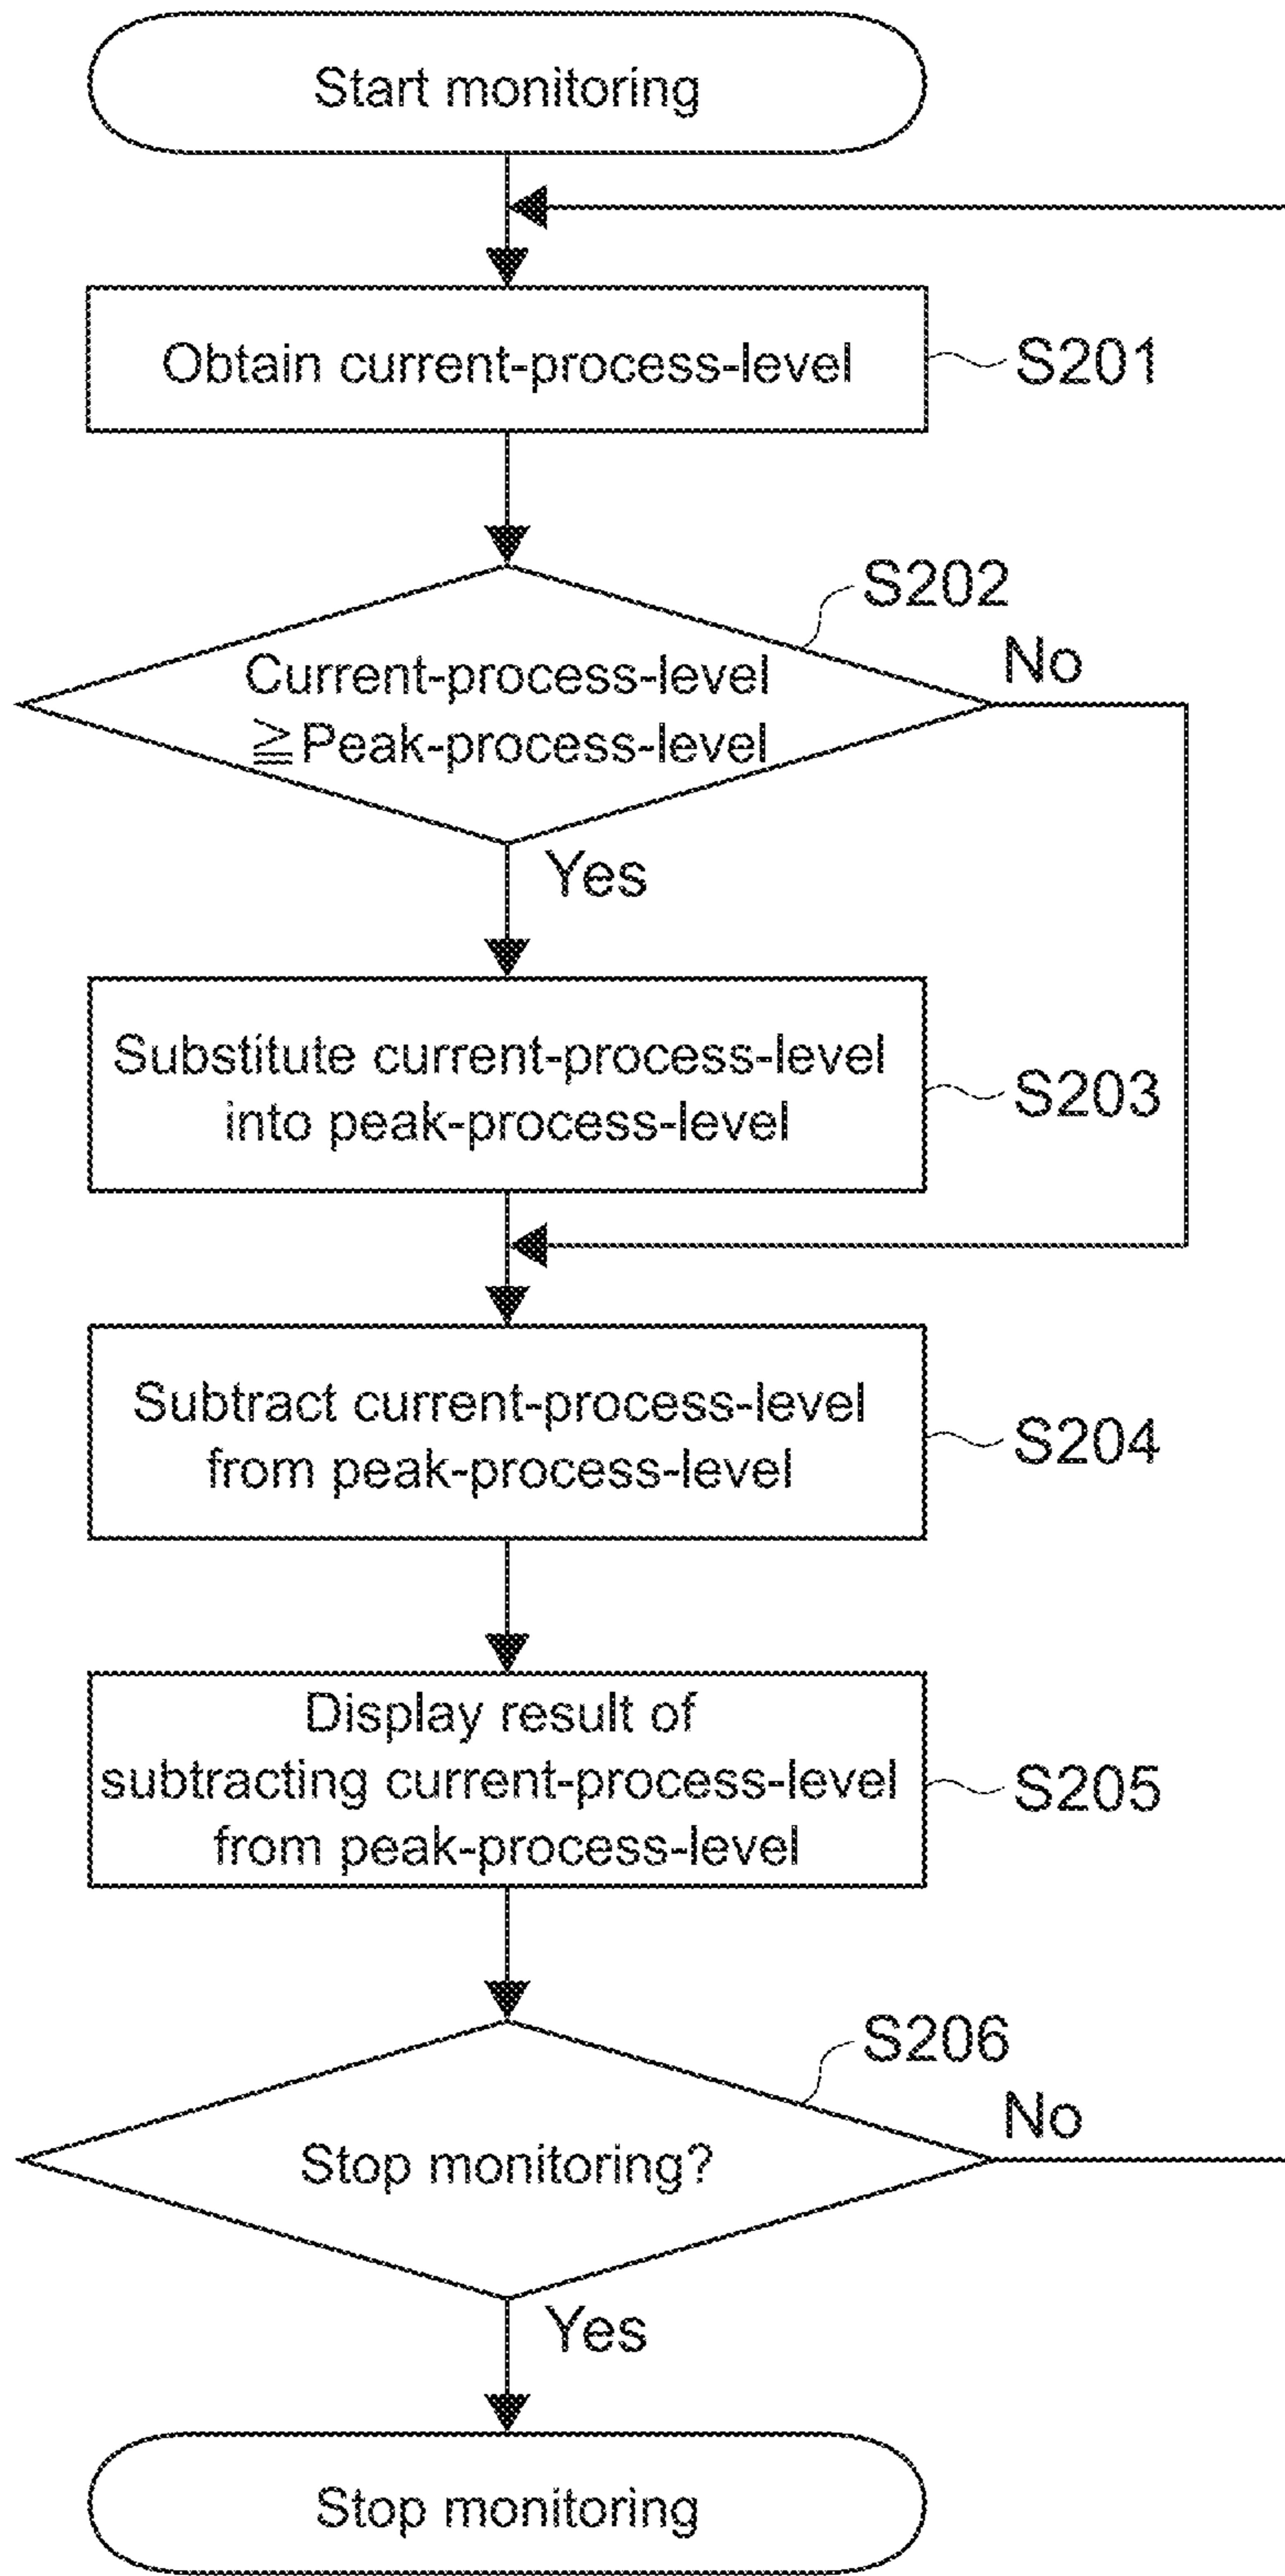 Start monitoring
Obtain current-process-level
S201
S202
Current-process-level
≧Peak-process-level
No
Yes
Substitute current-process-level
into peak-process-level
S203
Subtract current-process-level
from peak-process-level
S204
Display result of
subtracting current-process-level
from peak-process-level
S205
S206
Stop monitoring?
No
Yes
Stop monitoring